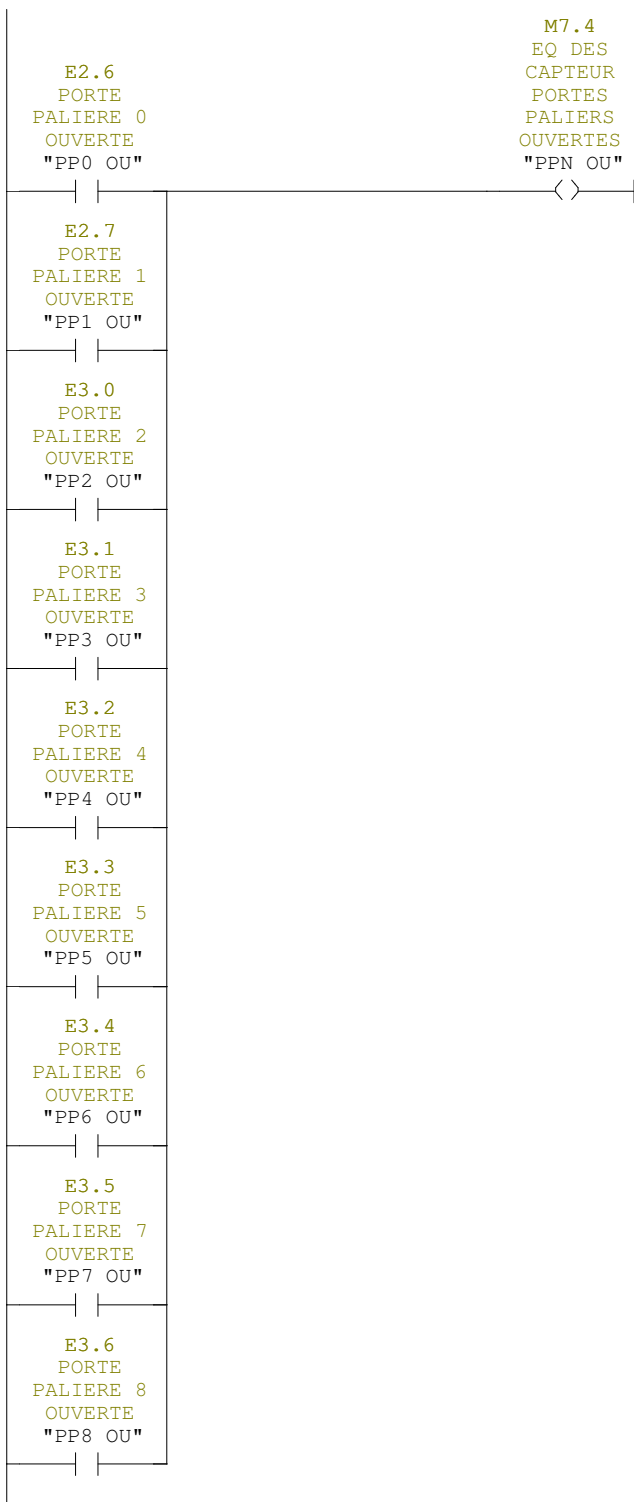 M7.4
EQ DES
CAPTEUR
PORTES
PALIERS
OUVERTES
"PPN OU"
E2.6
PORTE
PALIERE 0
OUVERTE
"PP0 OU"
E2.7
PORTE
PALIERE 1
OUVERTE
"PP1 OU"
E3.0
PORTE
PALIERE 2
OUVERTE
"PP2 OU"
E3.1
PORTE
PALIERE 3
OUVERTE
"PP3 OU"
E3.2
PORTE
PALIERE 4
OUVERTE
"PP4 OU"
E3.3
PORTE
PALIERE 5
OUVERTE
"PP5 OU"
E3.4
PORTE
PALIERE 6
OUVERTE
"PP6 OU"
E3.5
PORTE
PALIERE 7
OUVERTE
"PP7 OU"
E3.6
PORTE
PALIERE 8
OUVERTE
"PP8 OU"